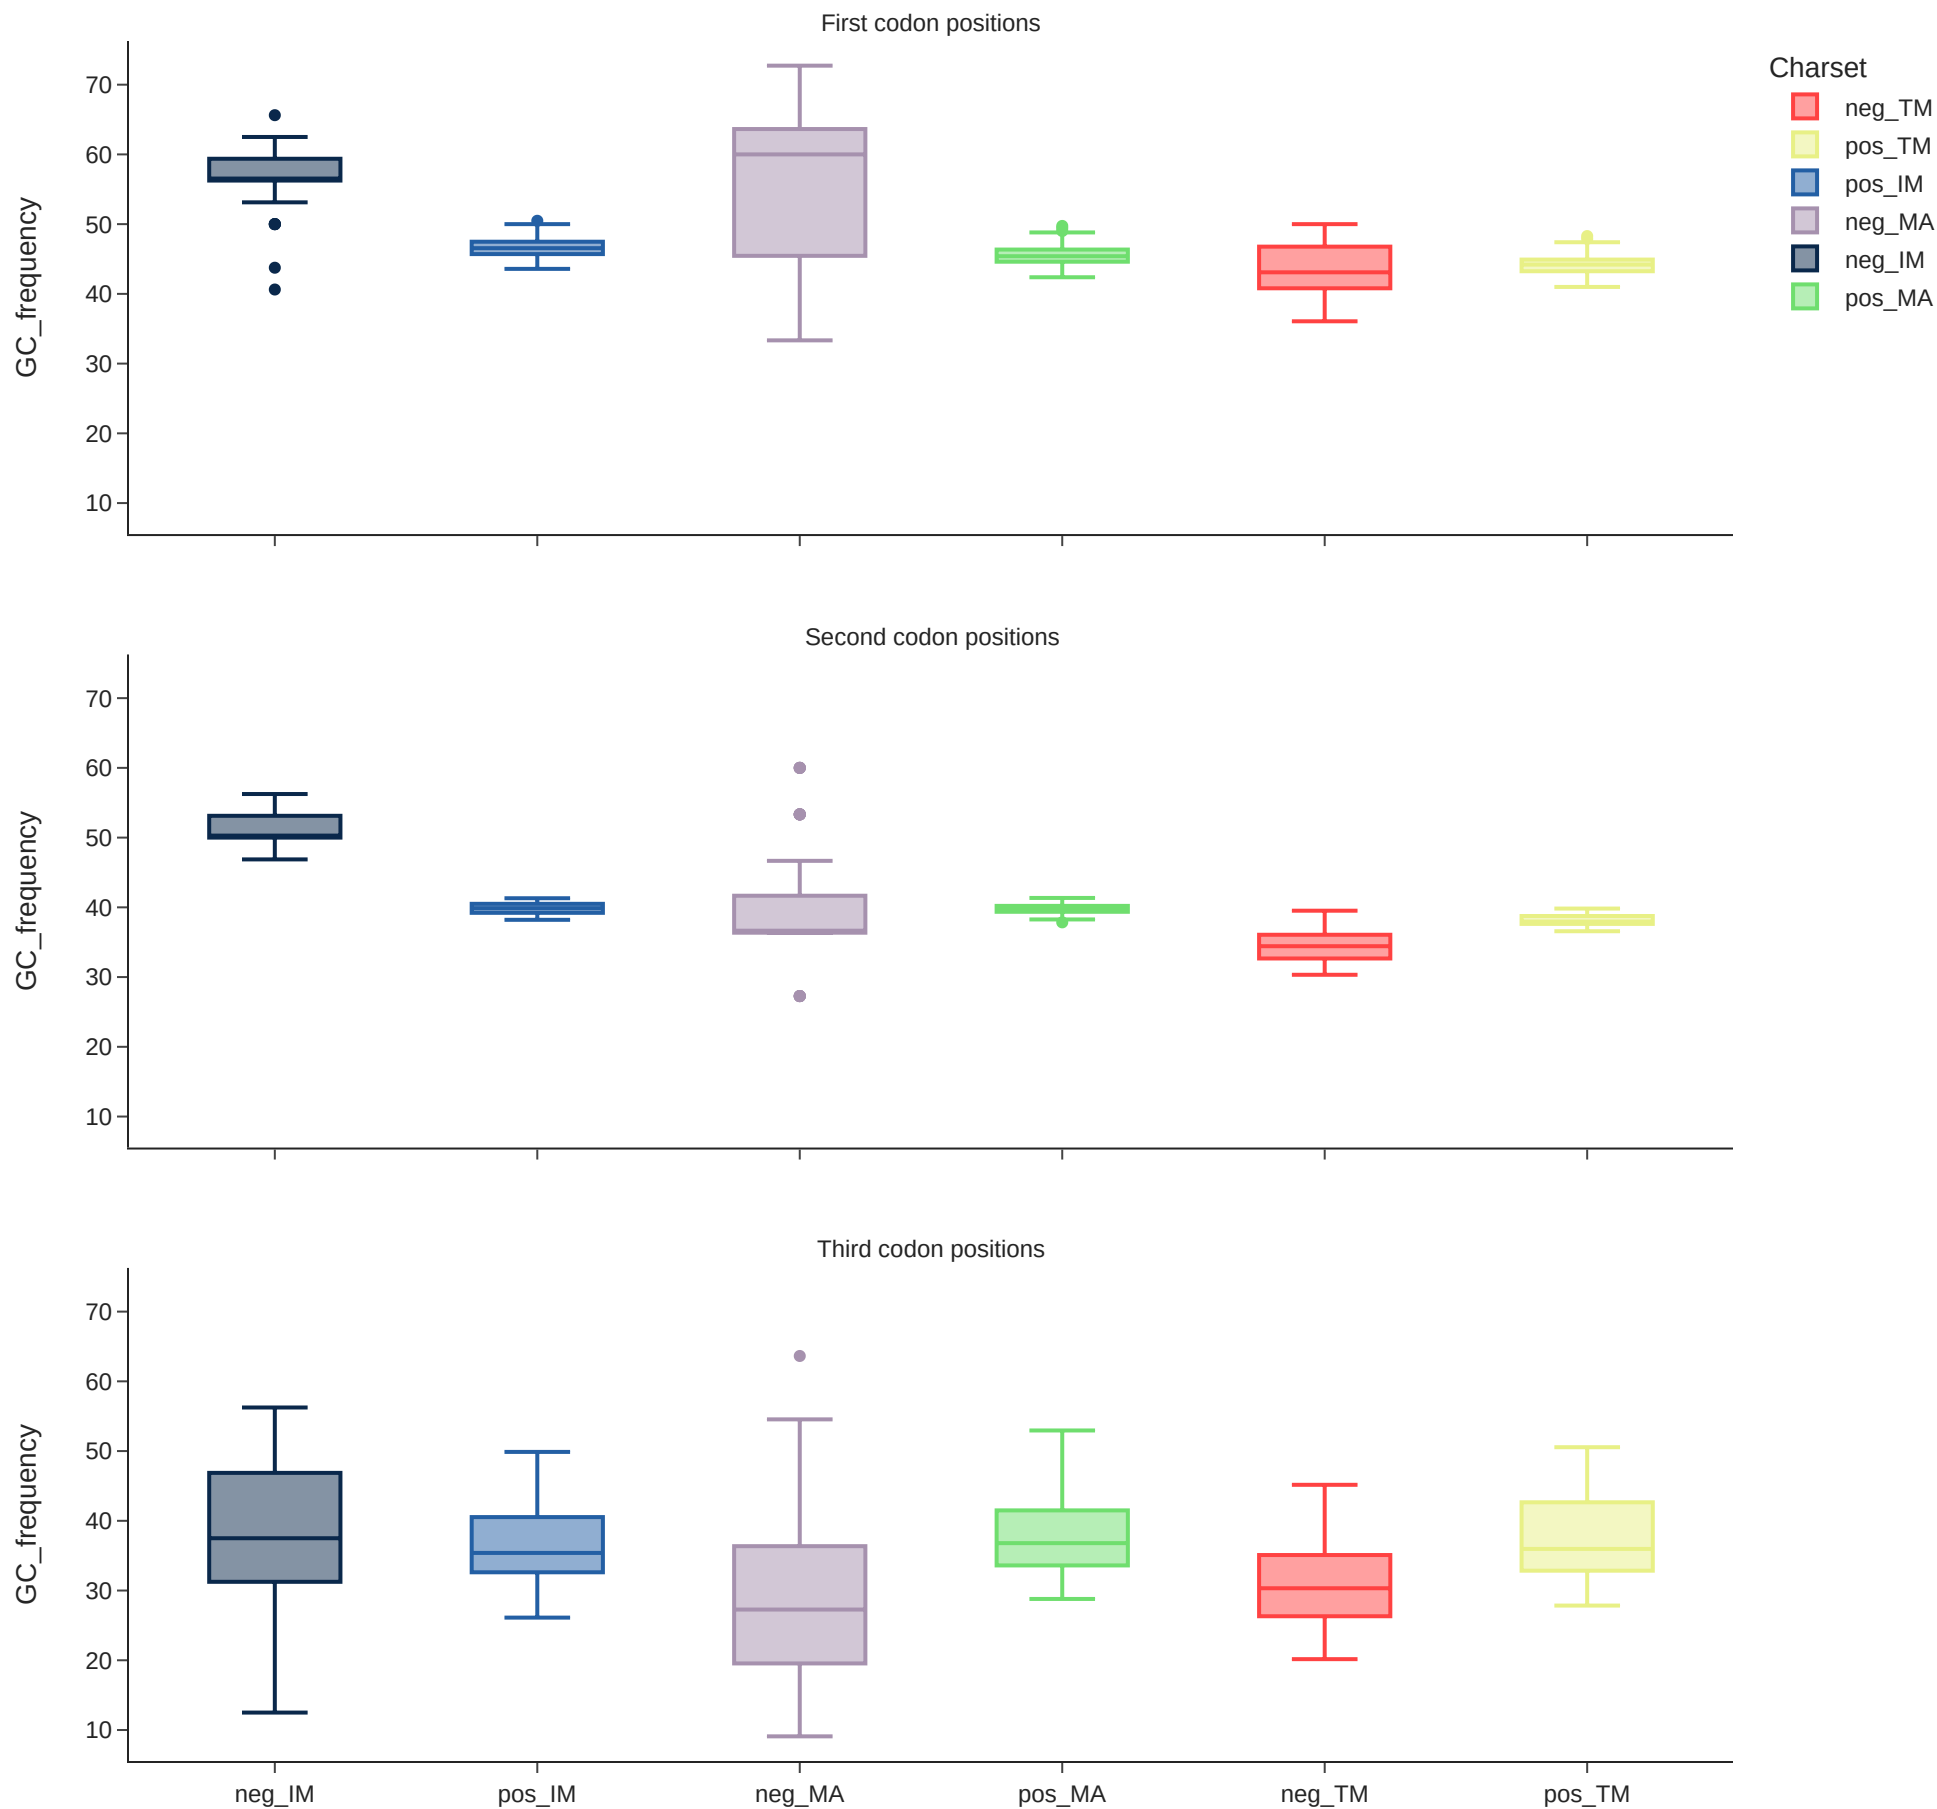 First codon positions
70
60
50
40
30
20
10
GC_frequency
Charset
neg_TM
pos_TM
pos_IM
neg_MA
neg_IM
pos_MA
Second codon positions
70
60
50
40
30
20
10
GC_frequency
Third codon positions
70
60
50
40
30
20
10
GC_frequency
neg_IM pos_IM neg_MA pos_MA neg_TM pos_TM